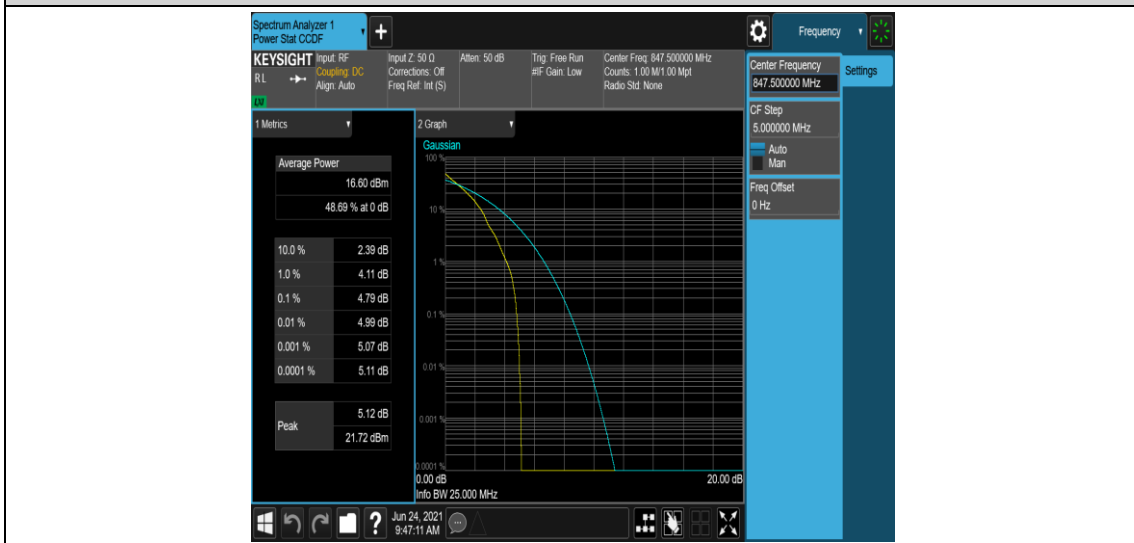 Spectrum Analyzer 1
Power Stat CCDF
+
Frequency
KEYSIGHT
RL
LXI
Input: RF
Coupling: DC
Align: Auto
Input Z: 50 Ω
Corrections: Off
Freq Ref: Int (S)
Atten: 50 dB
Trig: Free Run
#IF Gain: Low
Center Freq: 847.500000 MHz
Counts: 1.00 M/1.00 Mpt
Radio Std: None
Center Frequency
847.500000 MHz
Settings
CF Step
5.000000 MHz
Auto
Man
Freq Offset
0 Hz
1 Metrics
Average Power
16.60 dBm
48.69 % at 0 dB
10.0 % 2.39 dB
1.0 % 4.11 dB
0.1 % 4.79 dB
0.01 % 4.99 dB
0.001 % 5.07 dB
0.0001 % 5.11 dB
Peak 5.12 dB
21.72 dBm
2 Graph
Gaussian
100 %
10 %
1 %
0.1 %
0.01 %
0.001 %
0.0001 %
0.00 dB 20.00 dB
Info BW 25.000 MHz
?
Jun 24, 2021
9:47:11 AM